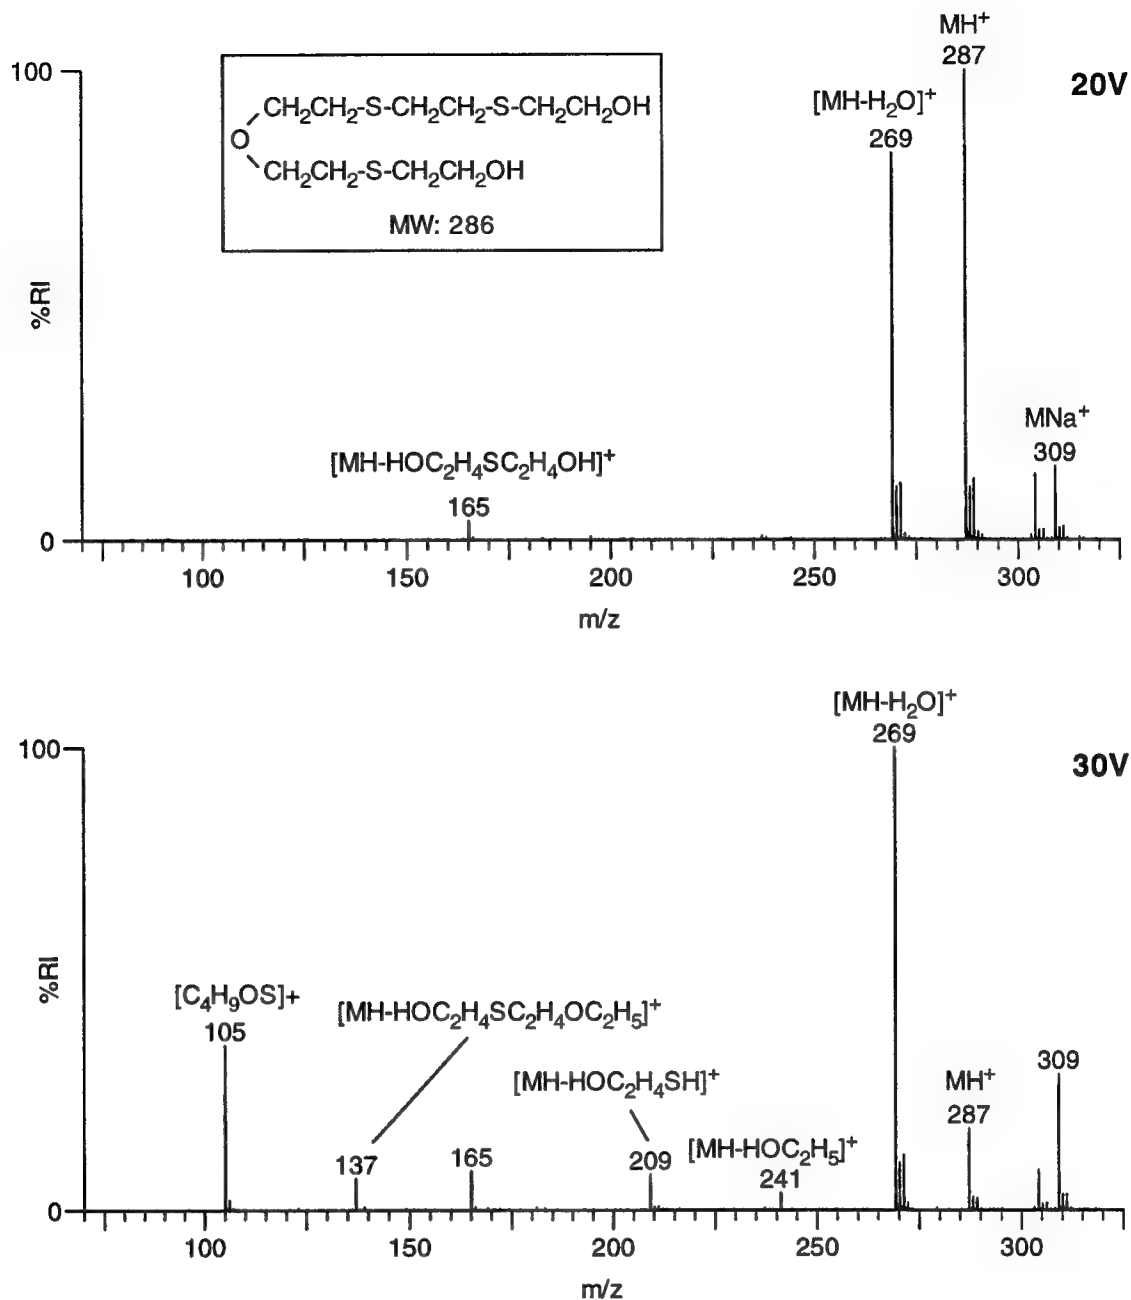 MH⁺
287
20V
100
[MH-H₂O]⁺
269
CH₂CH₂-S-CH₂CH₂-S-CH₂CH₂OH
O
CH₂CH₂-S-CH₂CH₂OH
MW: 286
%RI
MNa⁺
309
[MH-HOC₂H₄SC₂H₄OH]⁺
165
0
100 150 200 250 300
m/z
[MH-H₂O]⁺
269
100
30V
%RI
[C₄H₉OS]+
105
[MH-HOC₂H₄SC₂H₄OC₂H₅]⁺
309
[MH-HOC₂H₄SH]⁺
MH⁺
287
[MH-HOC₂H₅]⁺
137 165 209 241
0
100 150 200 250 300
m/z